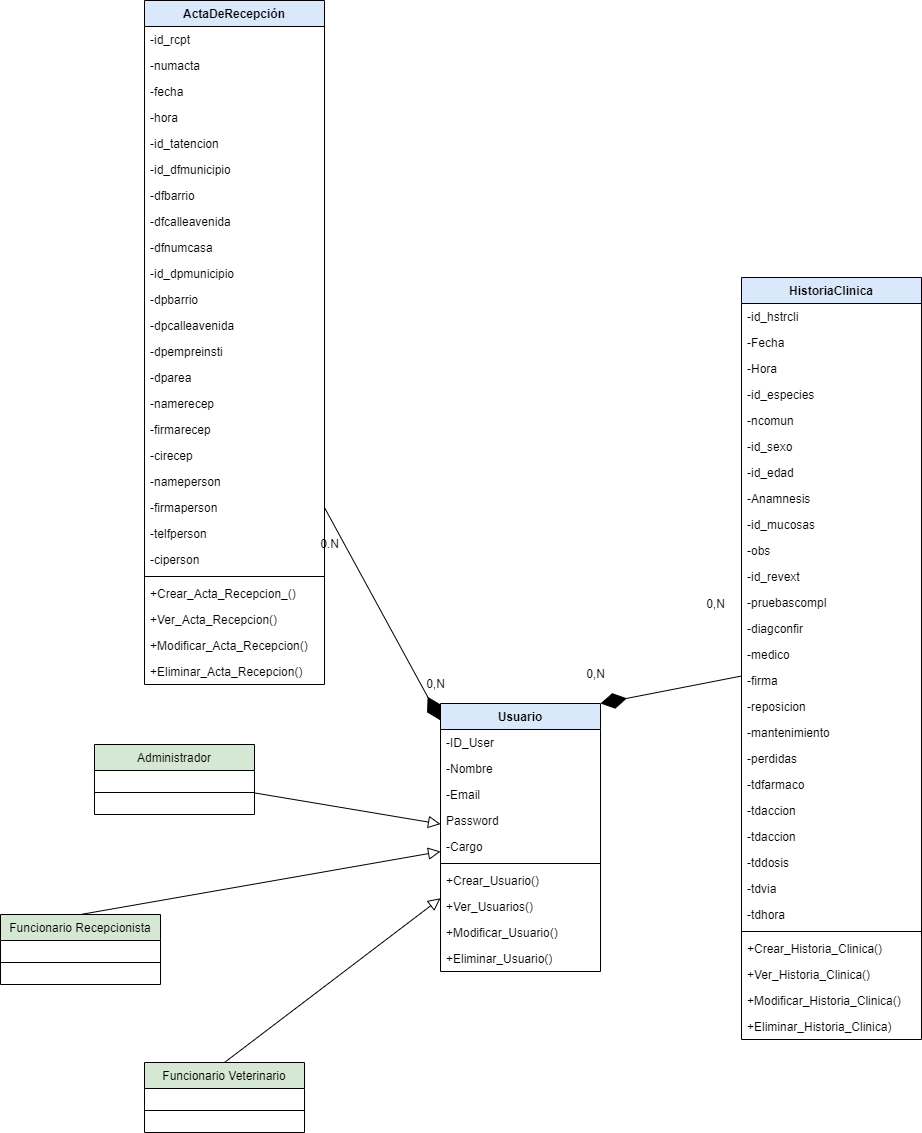 ActaDeRecepción
-id_rcpt
-numacta
-fecha
-hora
-id_tatencion
-id_dfmunicipio
-dfbarrio
-dfcalleavenida
-dfnumcasa
-id_dpmunicipio
-dpbarrio
-dpcalleavenida
-dpempreinsti
-dparea
-namerecep
-firmarecep
-cirecep
-nameperson
-firmaperson
-telfperson
-ciperson
+Crear_Acta_Recepcion_()
+Ver_Acta_Recepcion()
+Modificar_Acta_Recepcion()
+Eliminar_Acta_Recepcion()
0.N
0,N
0,N
0,N
HistoriaClinica
-id_hstrcli
-Fecha
-Hora
-id_especies
-ncomun
-id_sexo
-id_edad
-Anamnesis
-id_mucosas
-obs
-id_revext
-pruebascompl
-diagconfir
-medico
-firma
-reposicion
-mantenimiento
-perdidas
-tdfarmaco
-tdaccion
-tdaccion
-tddosis
-tdvia
-tdhora
+Crear_Historia_Clinica()
+Ver_Historia_Clinica()
+Modificar_Historia_Clinica()
+Eliminar_Historia_Clinica)
Usuario
-ID_User
-Nombre
-Email
Password
-Cargo
+Crear_Usuario()
+Ver_Usuarios()
+Modificar_Usuario()
+Eliminar_Usuario()
Administrador
Funcionario Recepcionista
Funcionario Veterinario